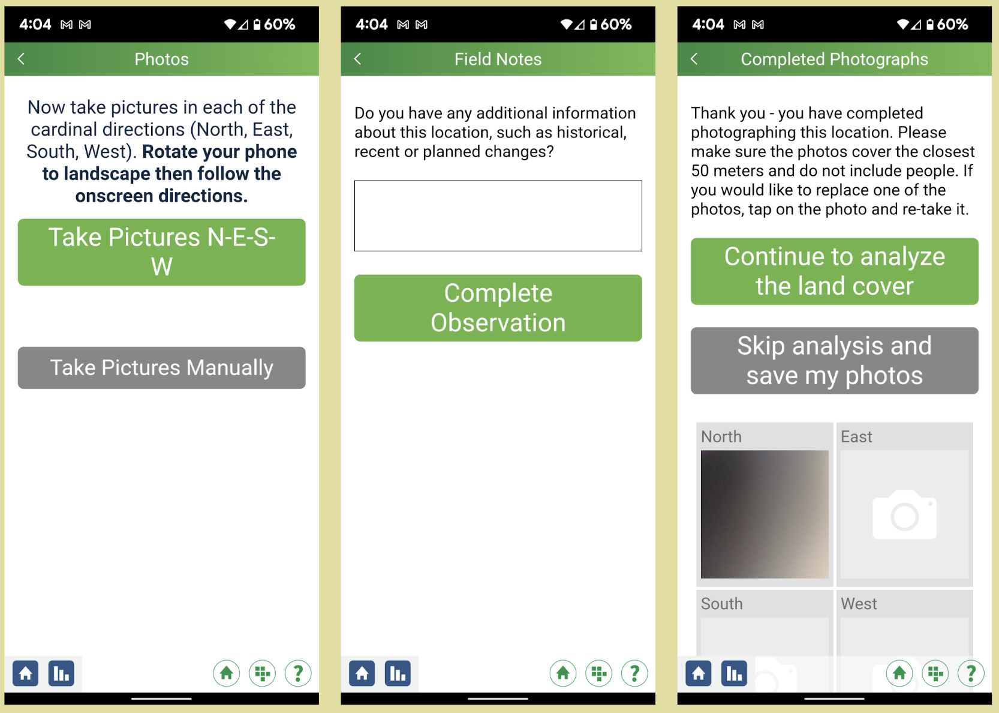 4:04 60%
Photos
Now take pictures in each of the
cardinal directions (North, East,
South, West). Rotate your phone
to landscape then follow the
onscreen directions.
Take Pictures N-E-S-
W
Take Pictures Manually
?
4:04 60%
Field Notes
Do you have any additional information
about this location, such as historical,
recent or planned changes?
Complete
Observation
?
4:04 60%
Completed Photographs
Thank you - you have completed
photographing this location. Please
make sure the photos cover the closest
50 meters and do not include people. If
you would like to replace one of the
photos, tap on the photo and re-take it.
Continue to analyze
the land cover
Skip analysis and
save my photos
North
East
South
West
?